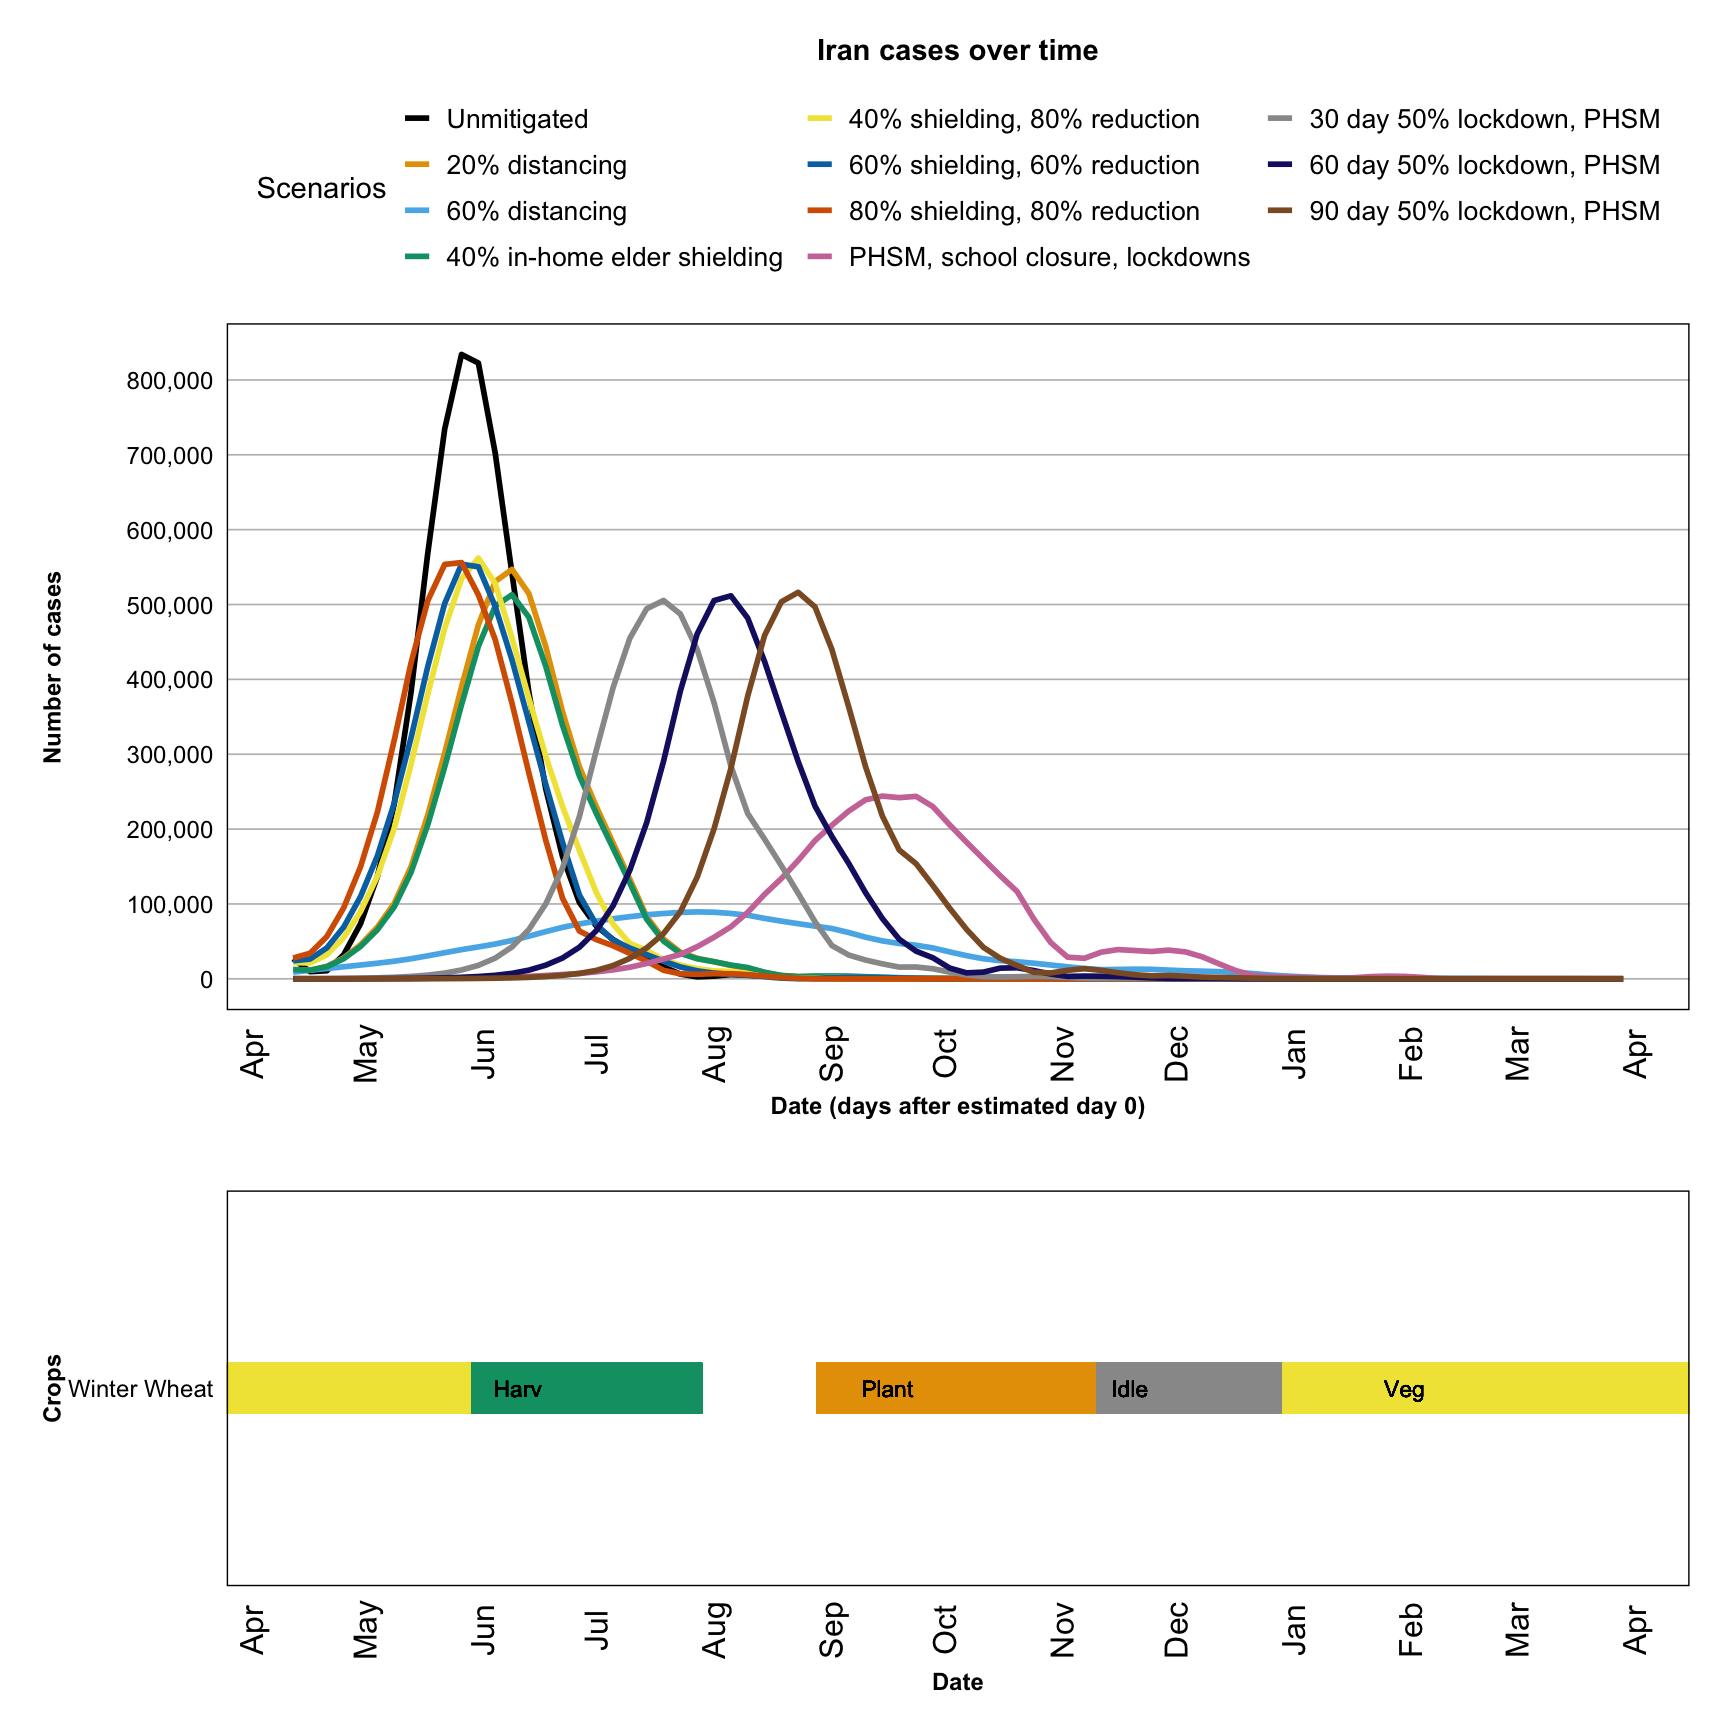 Iran cases over time
Scenarios
Unmitigated
20% distancing
60% distancing
40% in-home elder shielding
40% shielding, 80% reduction
60% shielding, 60% reduction
80% shielding, 80% reduction
PHSM, school closure, lockdowns
30 day 50% lockdown, PHSM
60 day 50% lockdown, PHSM
90 day 50% lockdown, PHSM
Number of cases
800,000
700,000
600,000
500,000
400,000
300,000
200,000
100,000
0
Apr May Jun Jul Aug Sep Oct Nov Dec Jan Feb Mar Apr
Date (days after estimated day 0)
Crops
Winter Wheat
Harv
Plant
Idle
Veg
Apr May Jun Jul Aug Sep Oct Nov Dec Jan Feb Mar Apr
Date